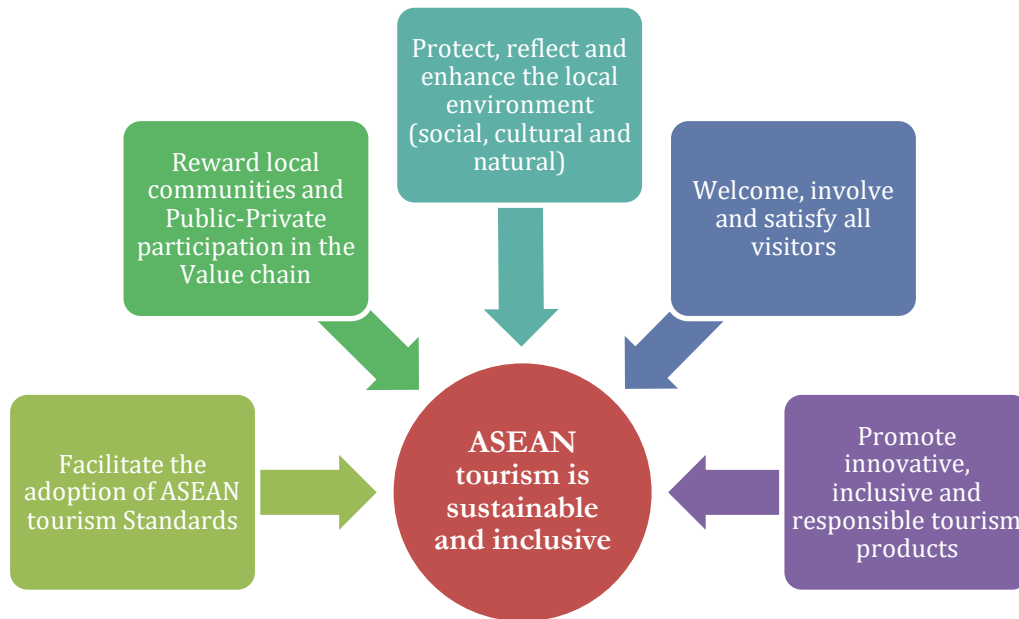 Protect, reflect and
enhance the local
environment
(social, cultural and
natural)
Reward local
communities and
Public-Private
participation in the
Value chain
Welcome, involve
and satisfy all
visitors
Facilitate the
adoption of ASEAN
tourism Standards
ASEAN
tourism is
sustainable
and inclusive
Promote
innovative,
inclusive and
responsible tourism
products